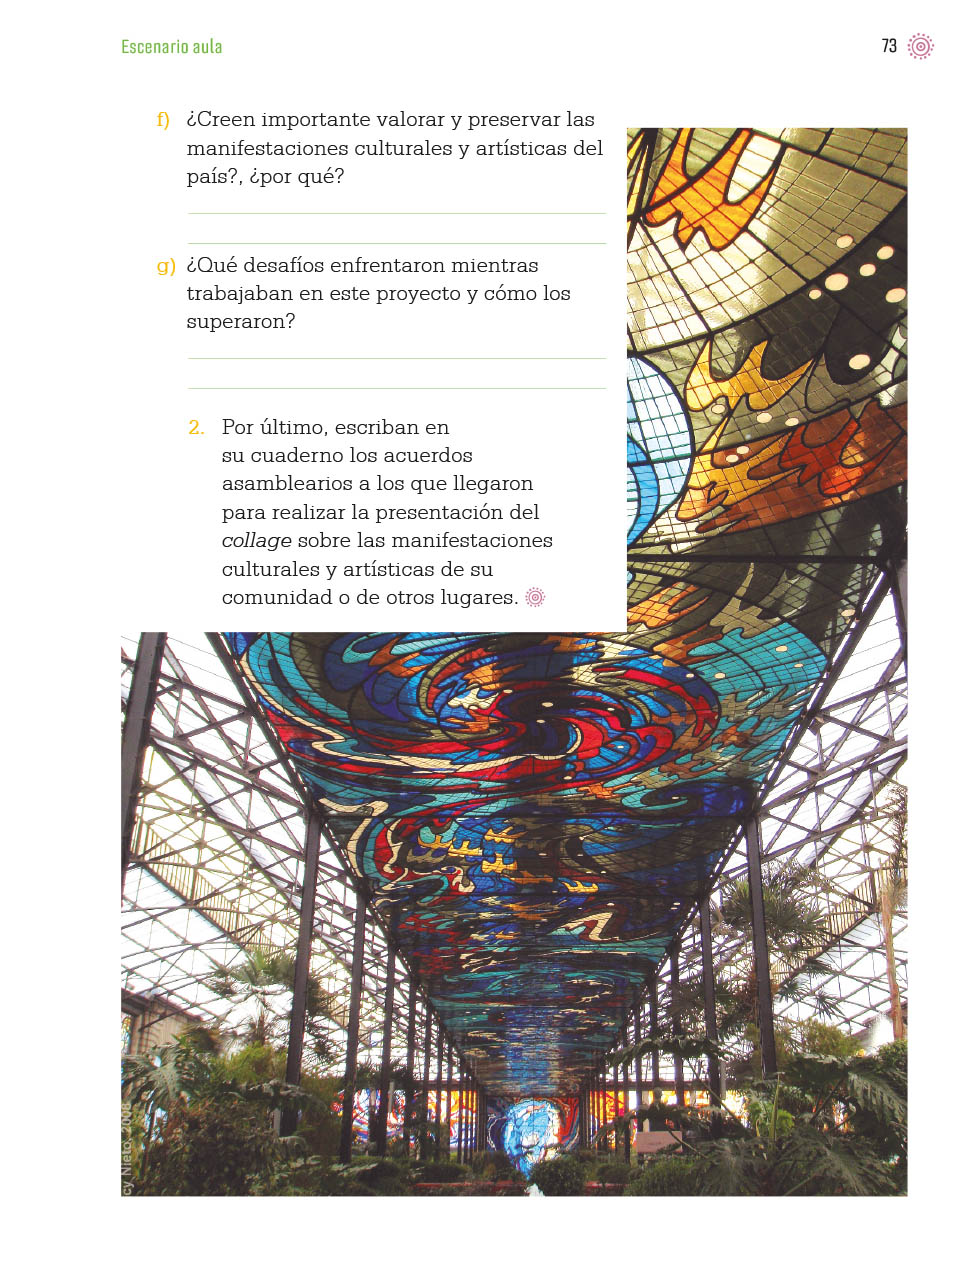 Escenario aula
73
f) ¿Creen importante valorar y preservar las
manifestaciones culturales y artísticas del
país?, ¿por qué?
g) ¿Qué desafíos enfrentaron mientras
trabajaban en este proyecto y cómo los
superaron?
2. Por último, escriban en
su cuaderno los acuerdos
asamblearios a los que llegaron
para realizar la presentación del
collage sobre las manifestaciones
culturales y artísticas de su
comunidad o de otros lugares.
Nieto, 2008